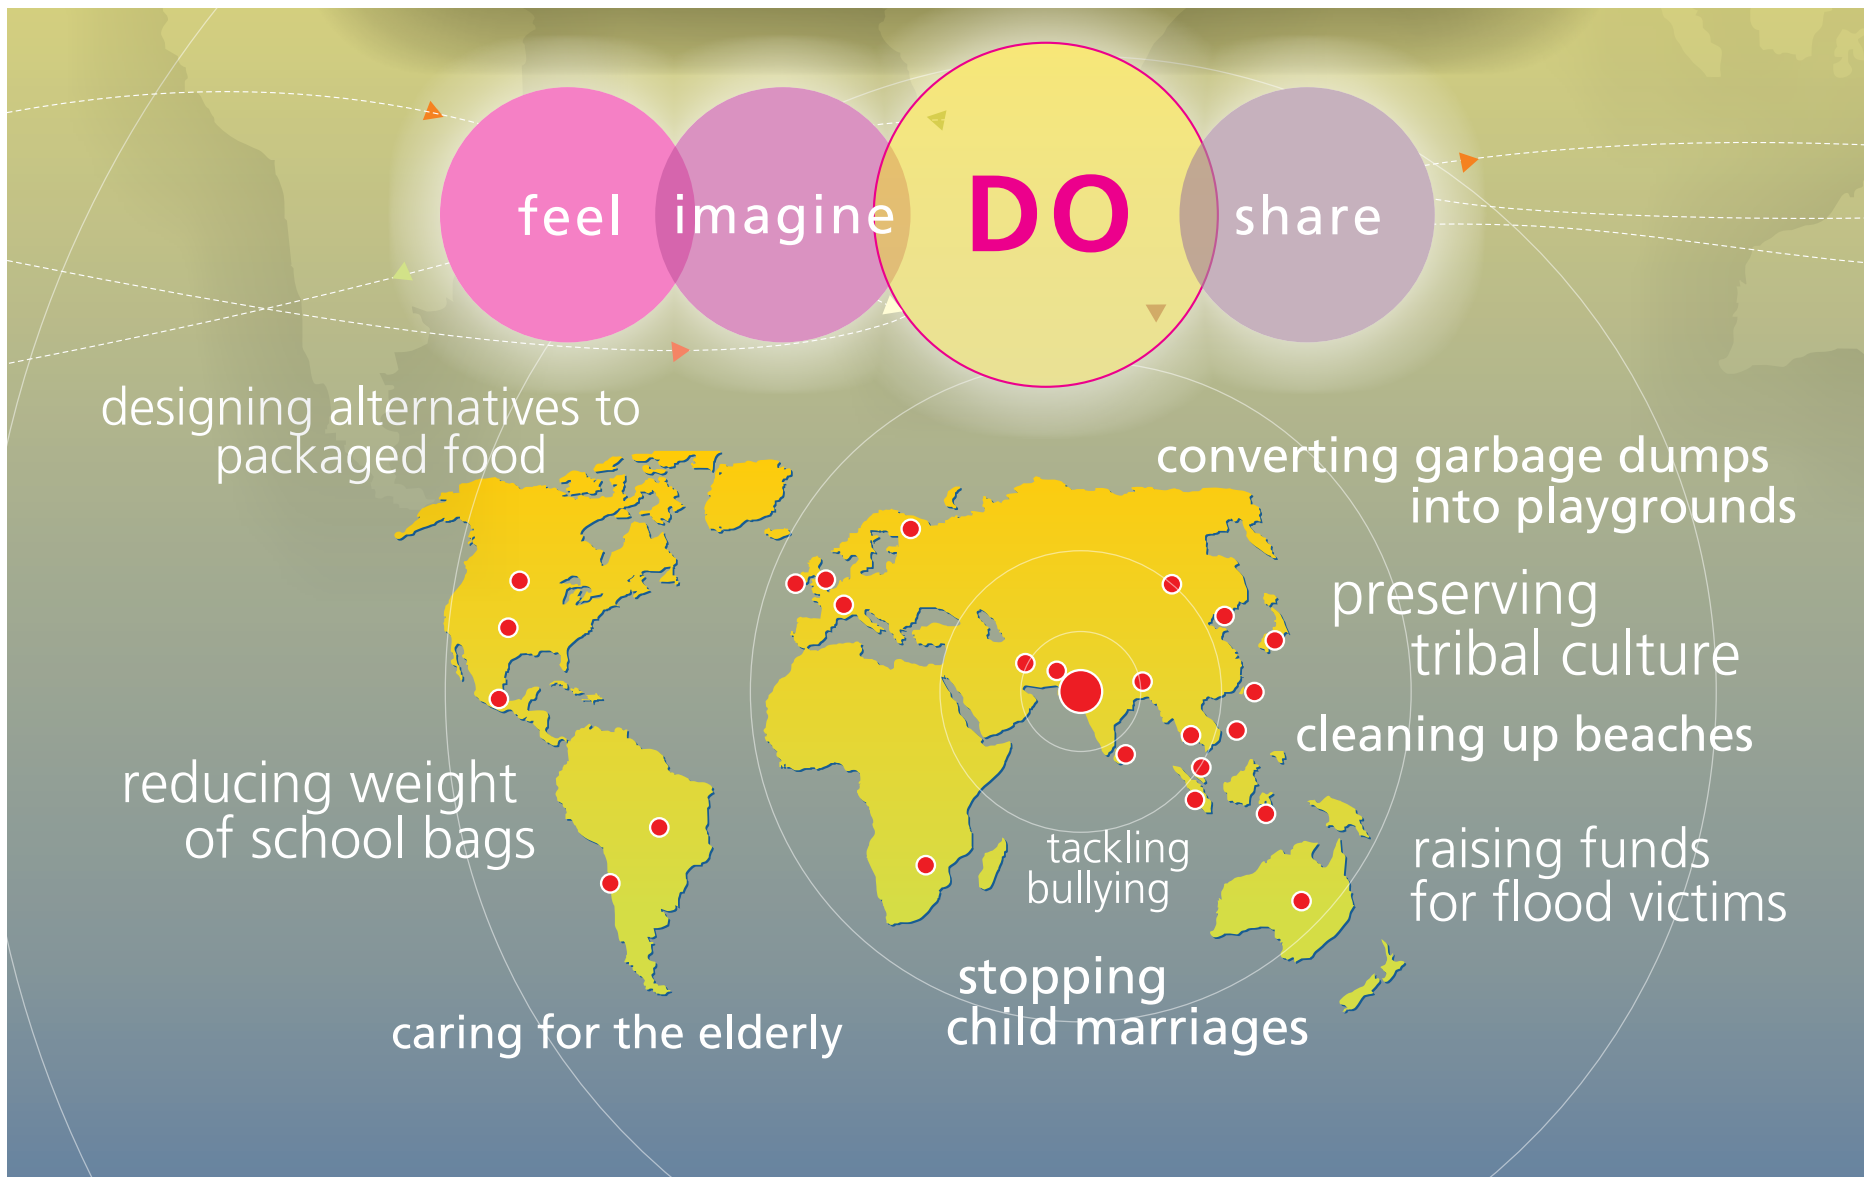 feel imagine DO share
designing alternatives to
packaged food
converting garbage dumps
into playgrounds
preserving
tribal culture
cleaning up beaches
reducing weight
of school bags
tackling
bullying
raising funds
for flood victims
stopping
child marriages
caring for the elderly